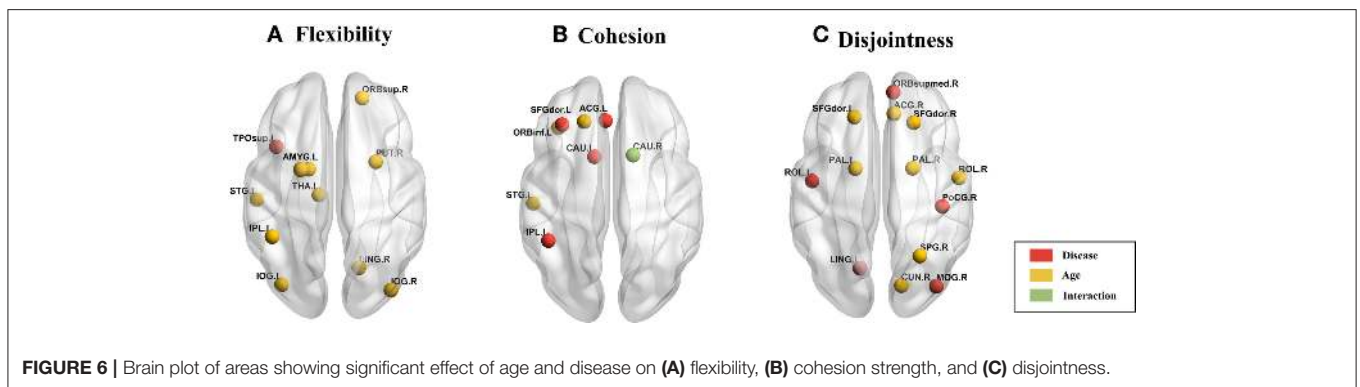 A Flexibility
B Cohesion
C Disjointness
ORBsup.R
TPOsup.L
AMYG.L
PUT.R
THA.L
STG.L
IPL.L
LING.R
IOG.L
IOG.R
SFGdor.L
ACG.L
ORBinf.L
CAU.L
CAU.R
STG.L
IPL.L
ORBsupmed.R
SFGdor.L
ACG.R
SFGdor.R
PAL.L
PAL.R
ROL.L
ROL.R
PoCG.R
SPG.R
LING.L
CUN.R
MOG.R
Disease
Age
Interaction
FIGURE 6 | Brain plot of areas showing significant effect of age and disease on (A) flexibility, (B) cohesion strength, and (C) disjointness.